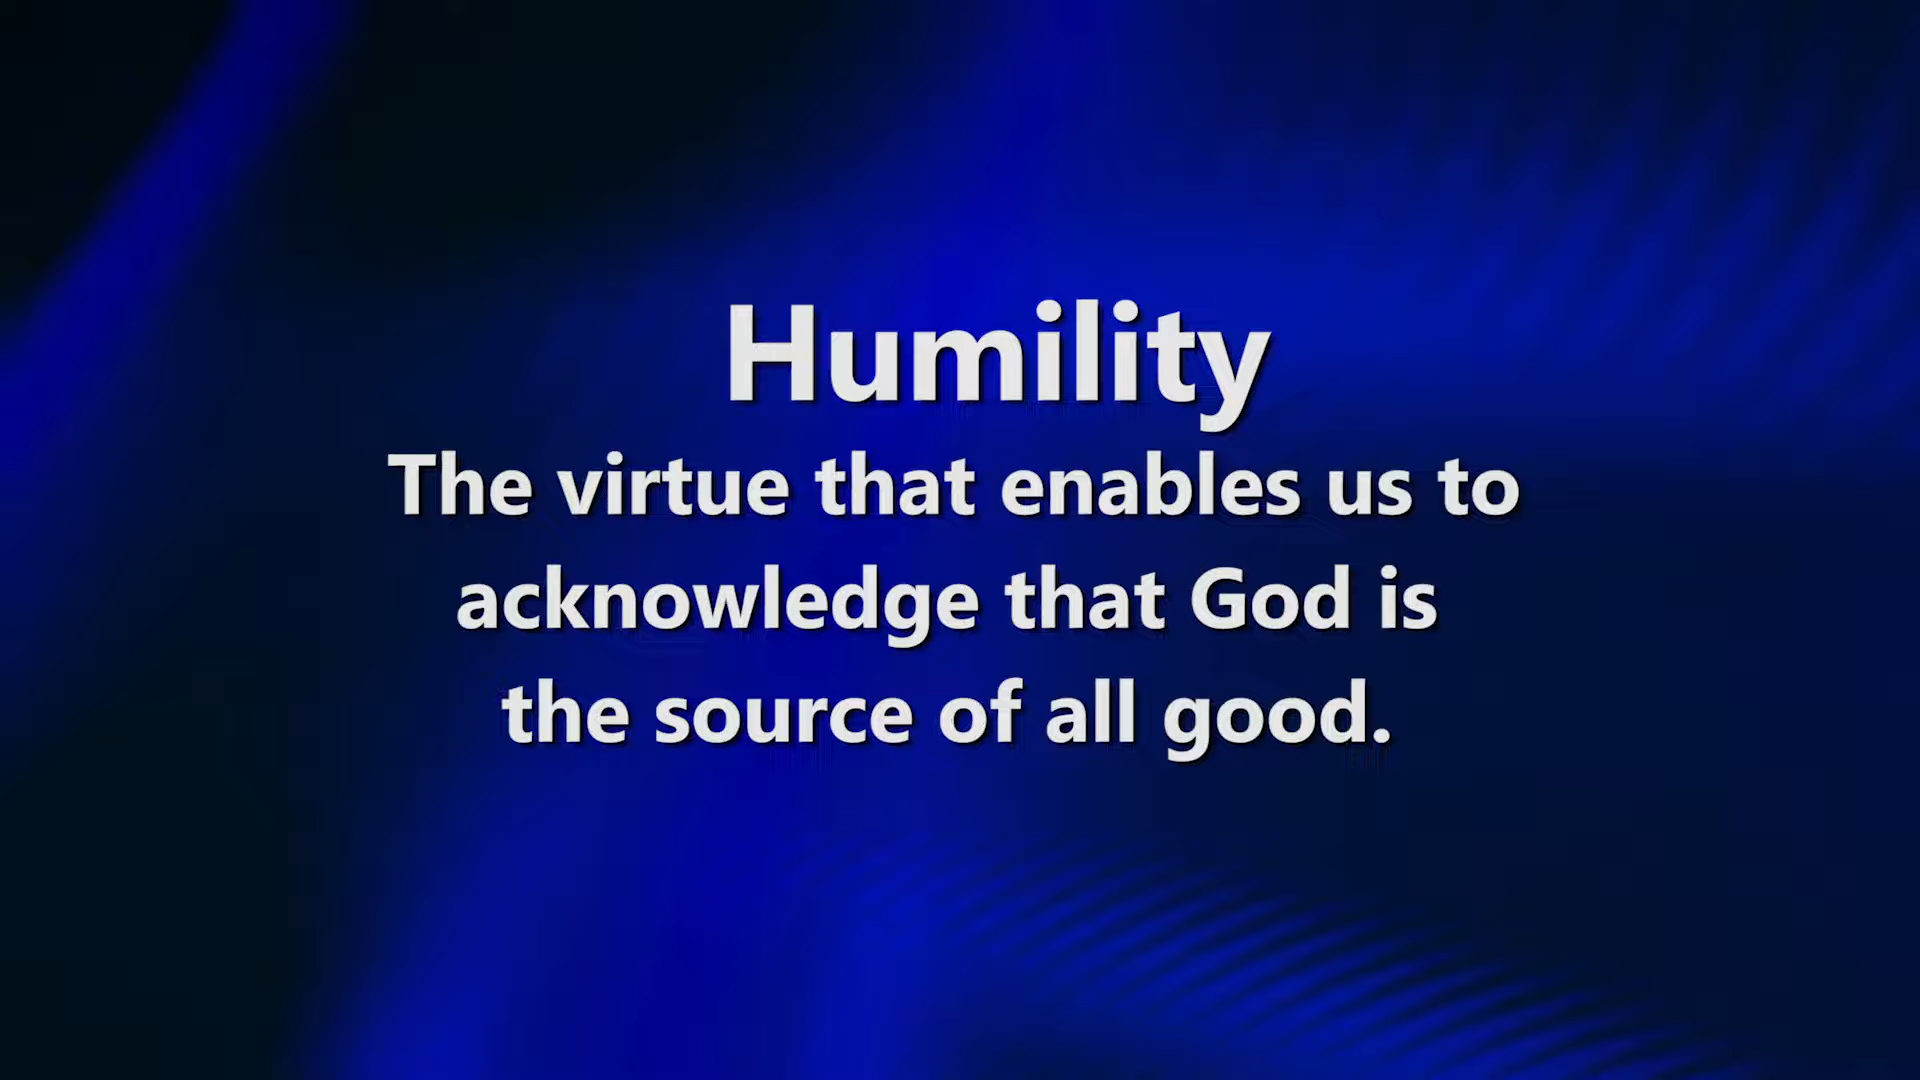 Humility
The virtue that enables us to
acknowledge that God is
the source of all good.